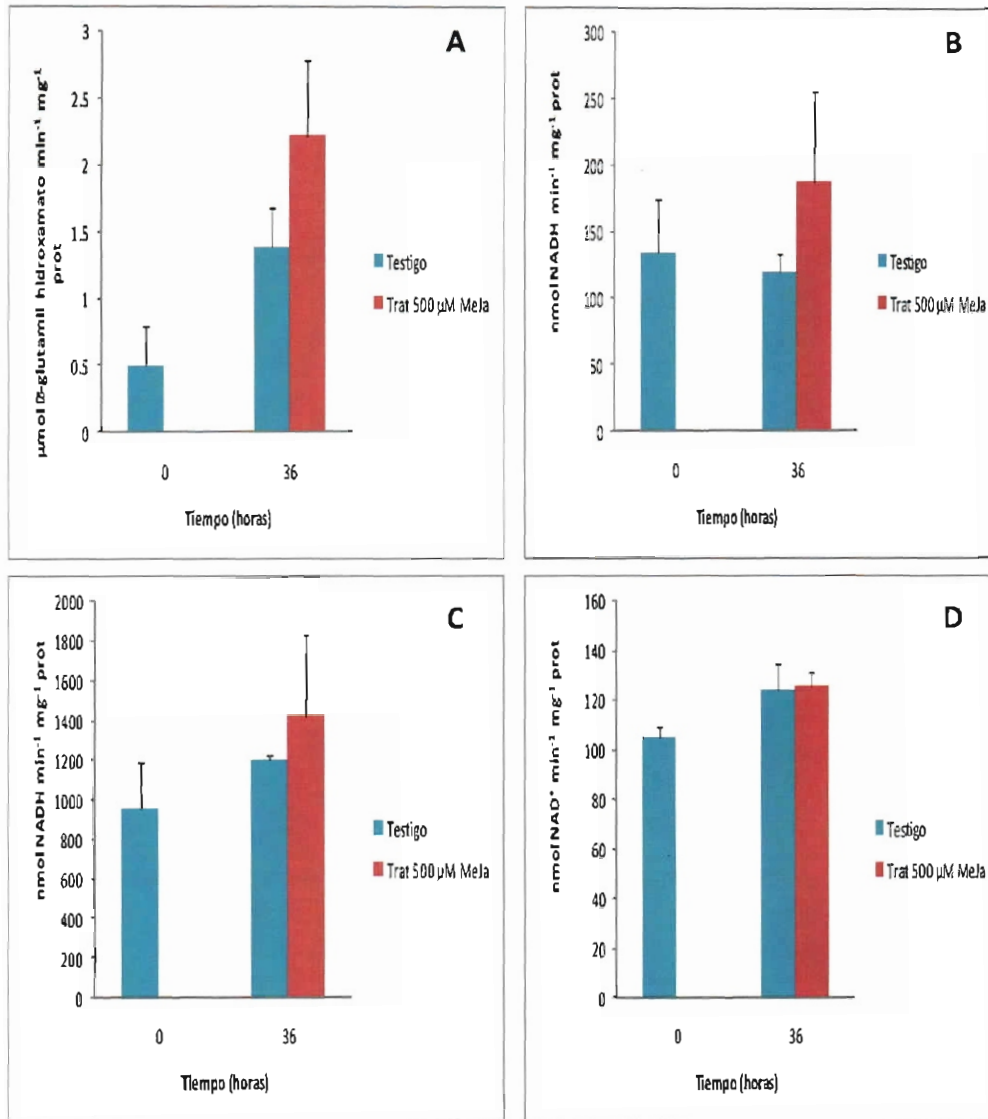 A
µmol β-glutamil hidroxamato min⁻¹ mg⁻¹
prot
3
2.5
2
1.5
1
0.5
0
0
36
Tiempo (horas)
Testigo
Trat 500 µM MeJa
B
nmol NADH min⁻¹ mg⁻¹ prot
300
250
200
150
100
50
0
0
36
Tiempo (horas)
Testigo
Trat 500 µM MeJa
C
nmol NADH min⁻¹ mg⁻¹ prot
2000
1800
1600
1400
1200
1000
800
600
400
200
0
0
36
Tiempo (horas)
Testigo
Trat 500 µM MeJa
D
nmol NAD⁺ min⁻¹ mg⁻¹ prot
160
140
120
100
80
60
40
20
0
0
36
Tiempo (horas)
Testigo
Trat 500 µM MeJa